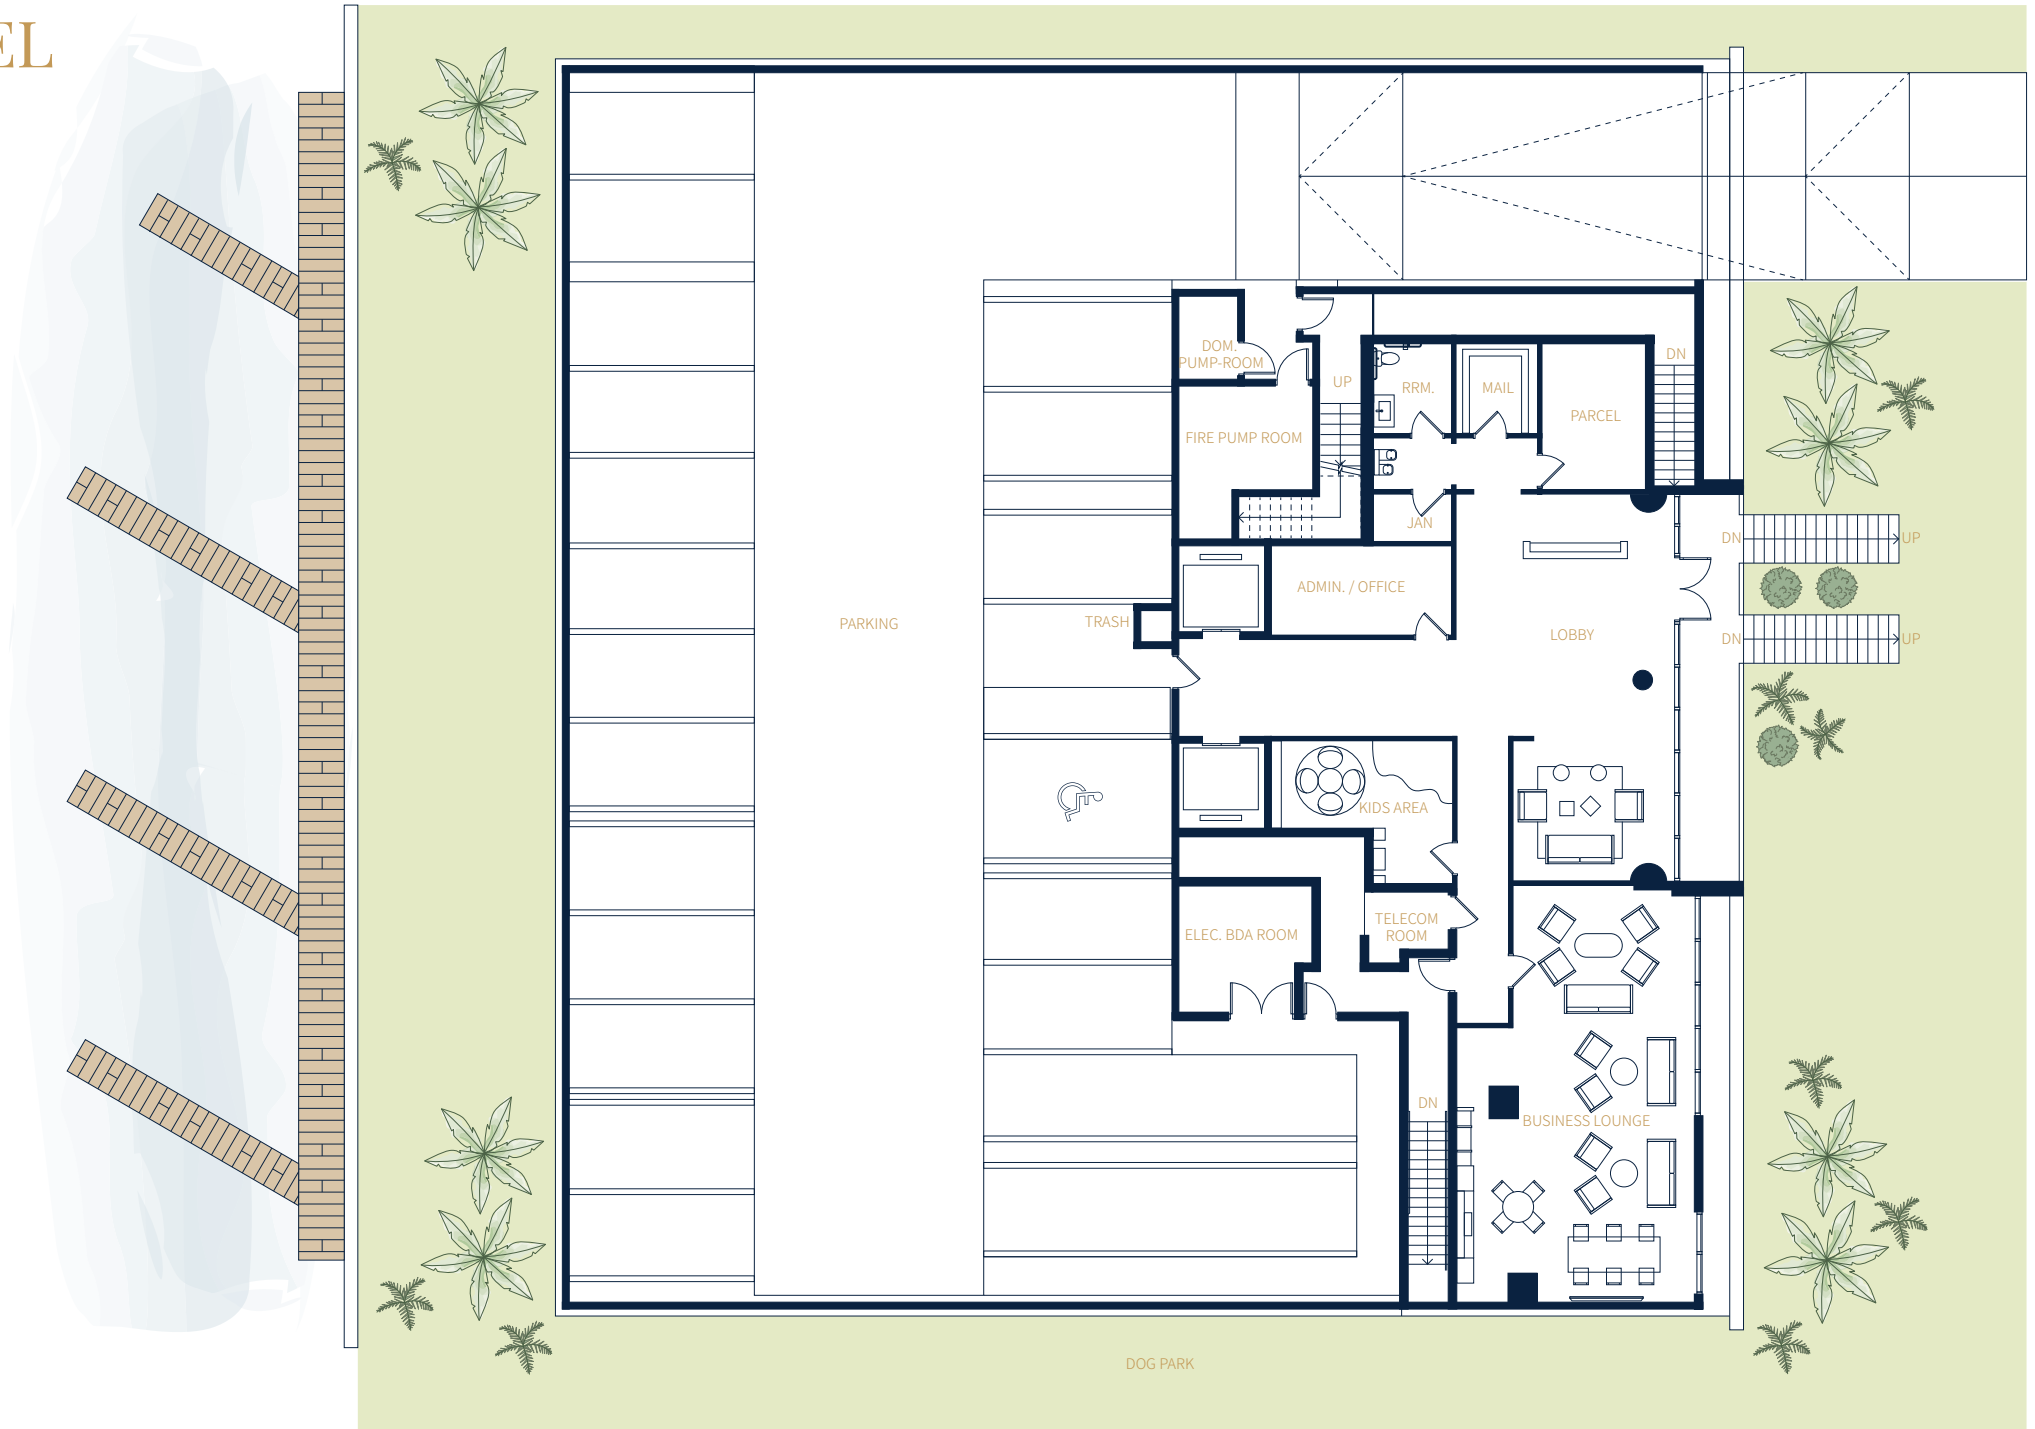 EL
DOM.
PUMP-ROOM
UP
RRM.
MAIL
DN
PARCEL
FIRE PUMP ROOM
JAN
DN
UP
ADMIN. / OFFICE
PARKING
TRASH
LOBBY
DN
UP
KIDS AREA
TELECOM
ROOM
ELEC. BDA ROOM
DN
BUSINESS LOUNGE
DOG PARK